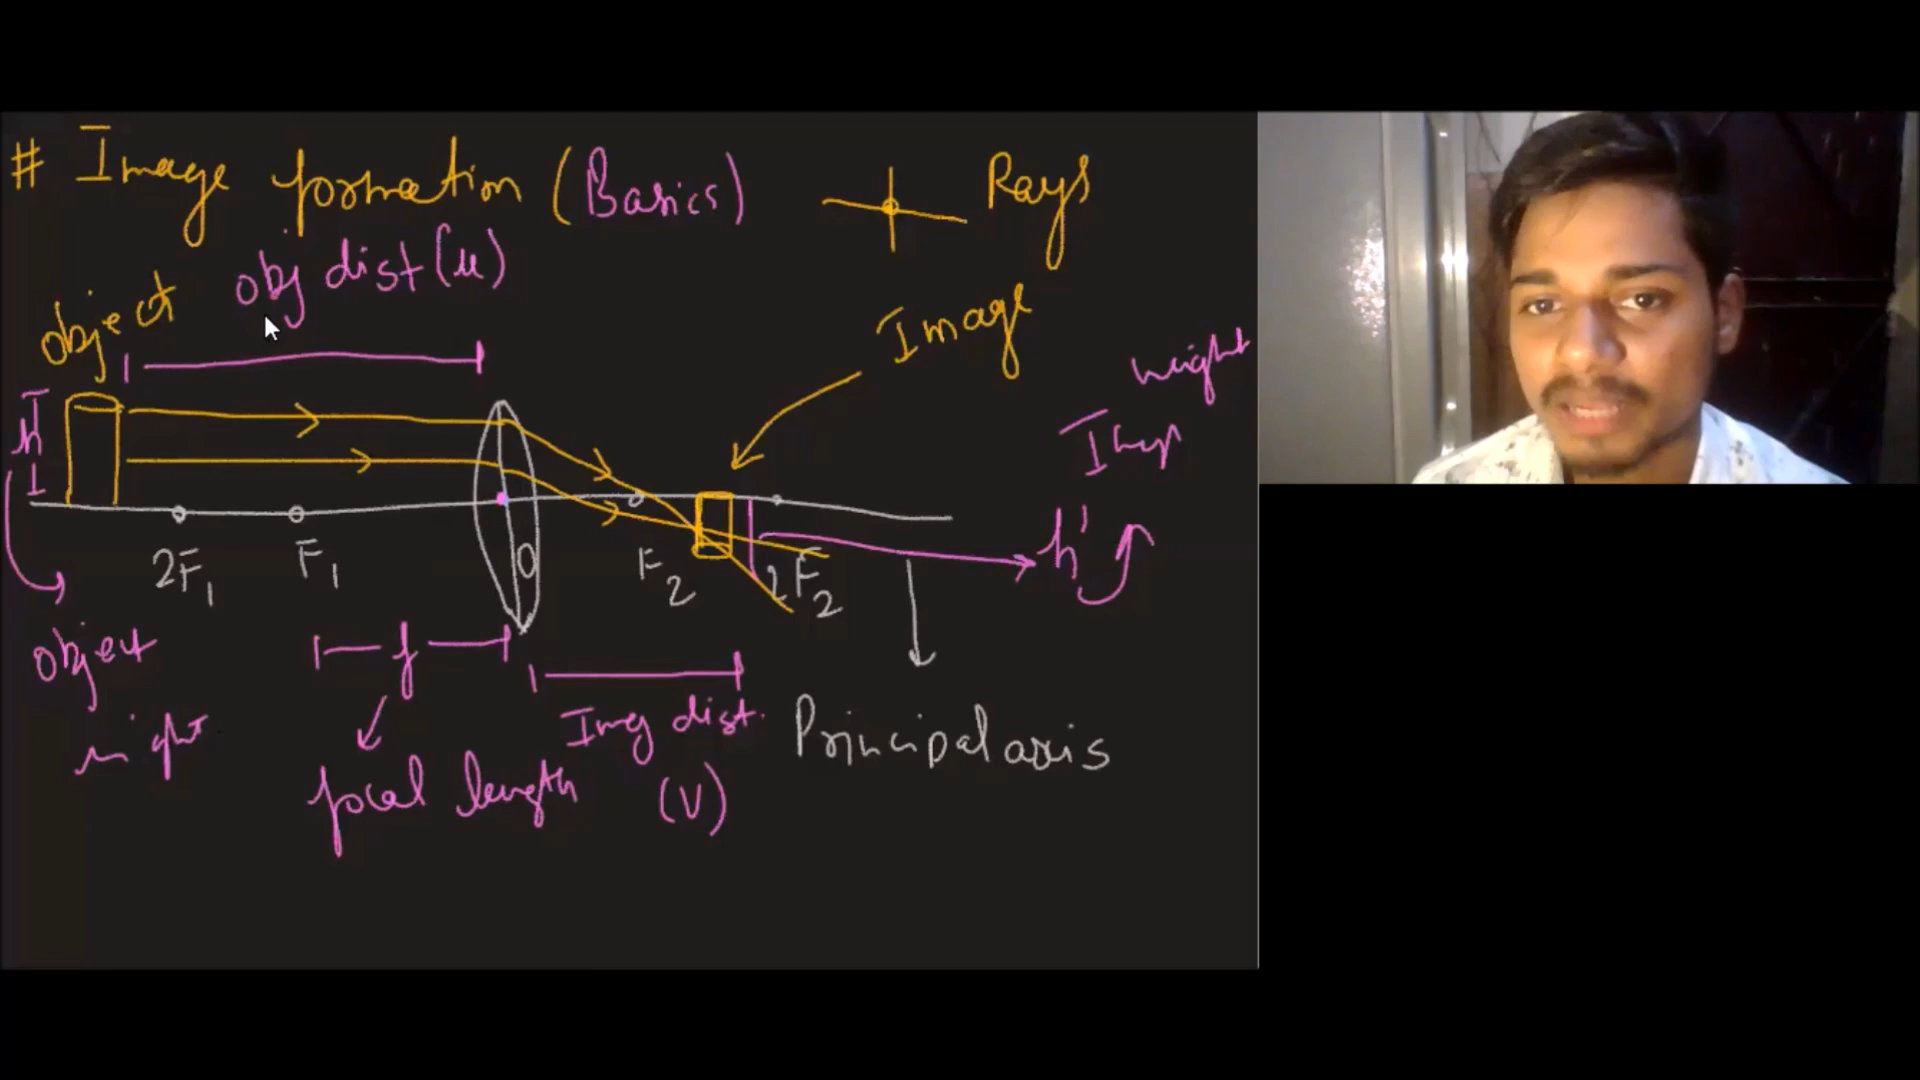 # Image formation (Basics)
Rays
obj dist (u)
object
Image
height
h
Img
h'
2F1
F1
O
F2
2F2
object
f
Img dist.
(V)
Principal axis
focal length